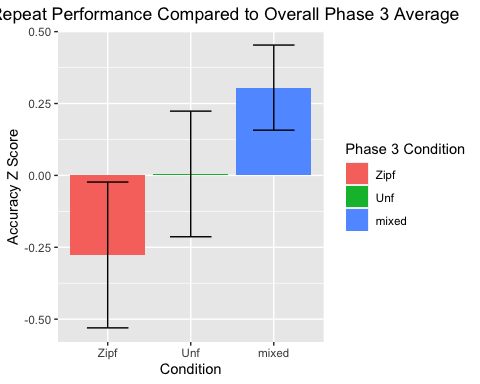 Repeat Performance Compared to Overall Phase 3 Average
0.50
0.25
0.00
-0.25
-0.50
Accuracy Z Score
Zipf
Unf
mixed
Condition
Phase 3 Condition
Zipf
Unf
mixed